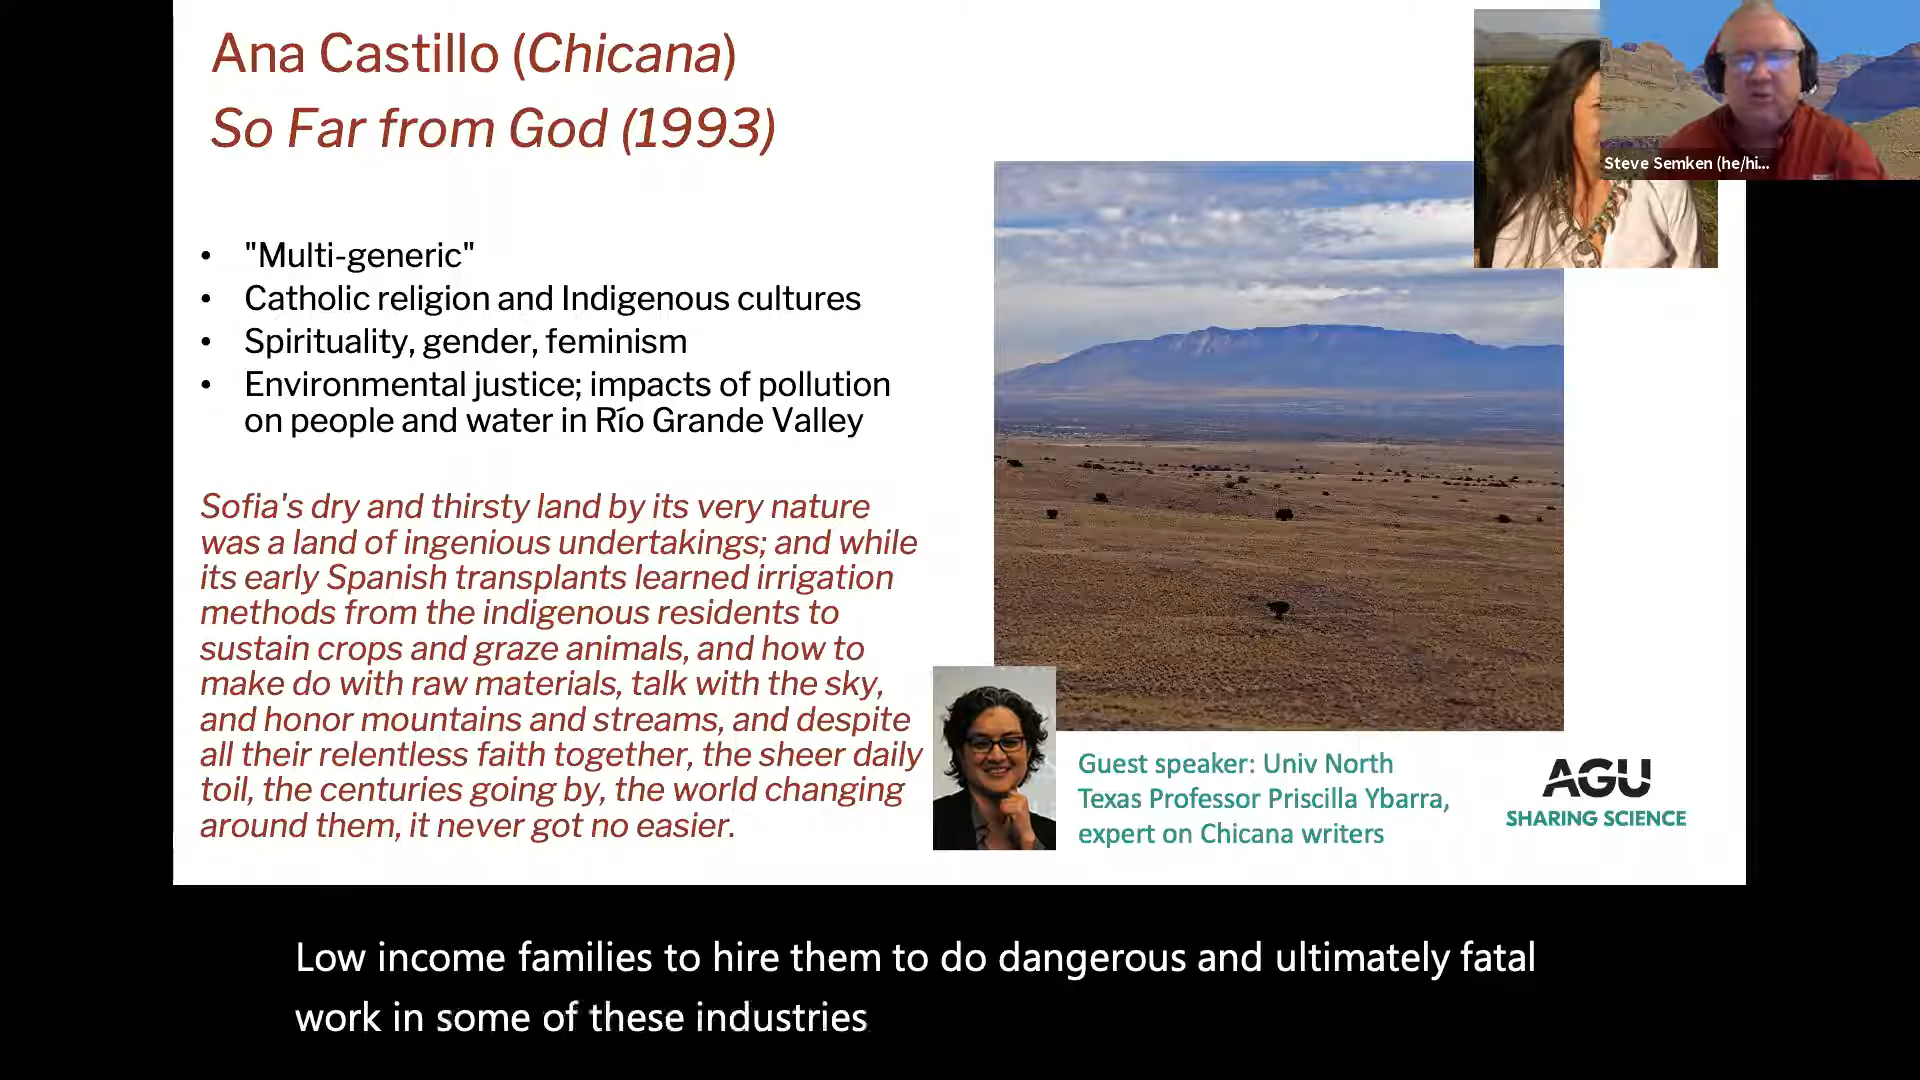 Ana Castillo (Chicana)
So Far from God (1993)
Steve Semken (he/hi...
• "Multi-generic"
• Catholic religion and Indigenous cultures
• Spirituality, gender, feminism
• Environmental justice; impacts of pollution
on people and water in Río Grande Valley
Sofia's dry and thirsty land by its very nature
was a land of ingenious undertakings; and while
its early Spanish transplants learned irrigation
methods from the indigenous residents to
sustain crops and graze animals, and how to
make do with raw materials, talk with the sky,
and honor mountains and streams, and despite
all their relentless faith together, the sheer daily
toil, the centuries going by, the world changing
around them, it never got no easier.
Guest speaker: Univ North
Texas Professor Priscilla Ybarra,
expert on Chicana writers
AGU
SHARING SCIENCE
Low income families to hire them to do dangerous and ultimately fatal
work in some of these industries